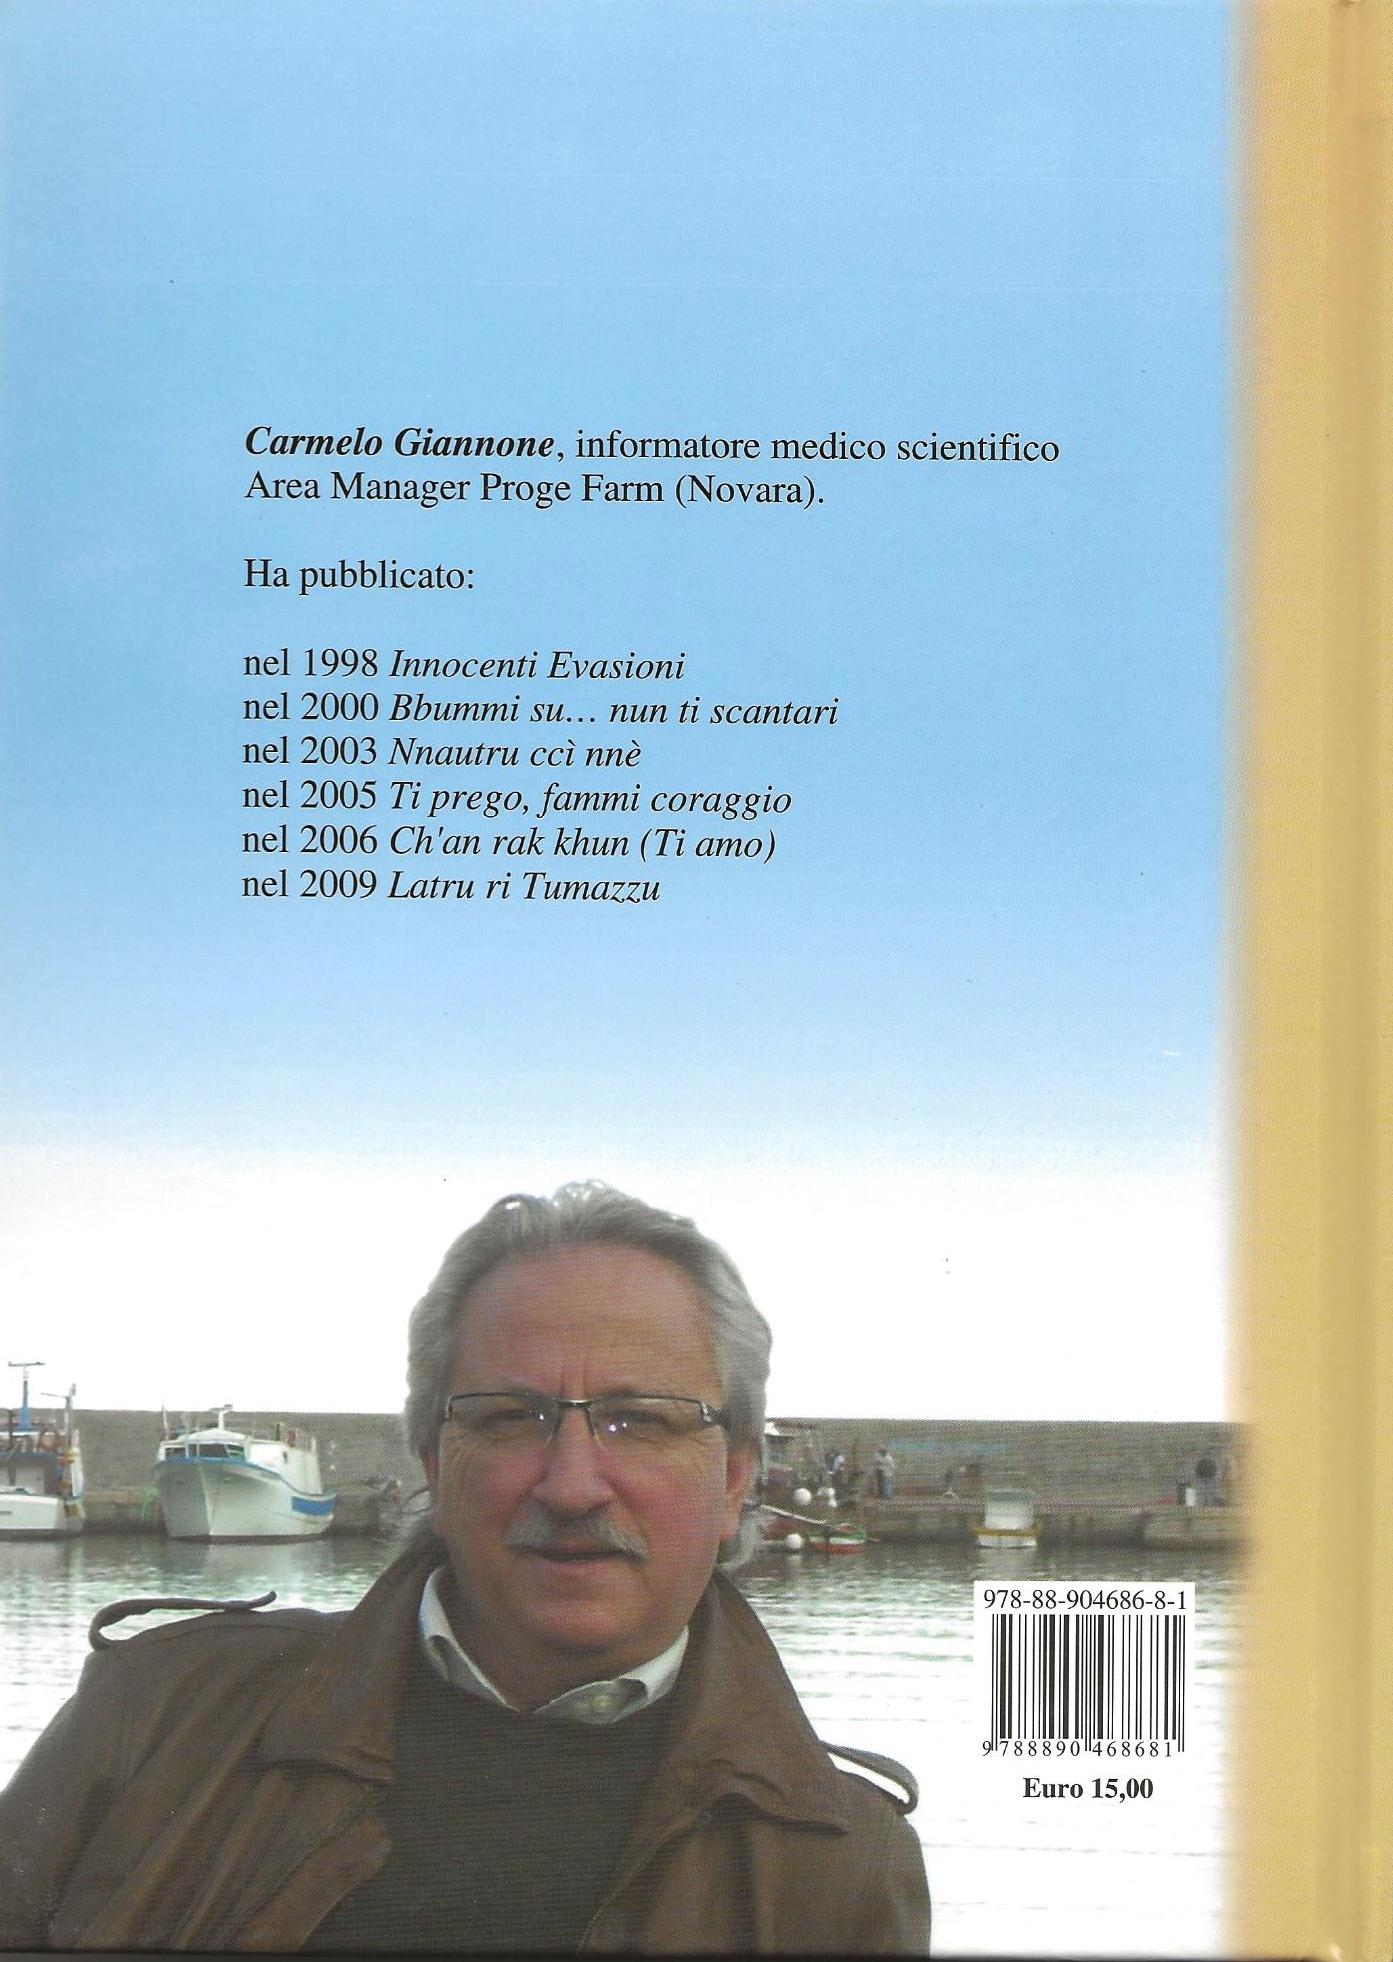 Carmelo Giannone, informatore medico scientifico
Area Manager Proge Farm (Novara).
Ha pubblicato:
nel 1998 Innocenti Evasioni
nel 2000 Bbummi su... nun ti scantari
nel 2003 Nnautru ccì nnè
nel 2005 Ti prego, fammi coraggio
nel 2006 Ch'an rak khun (Ti amo)
nel 2009 Latru ri Tumazzu
978-88-904686-8-1
9 788890 468681
Euro 15,00